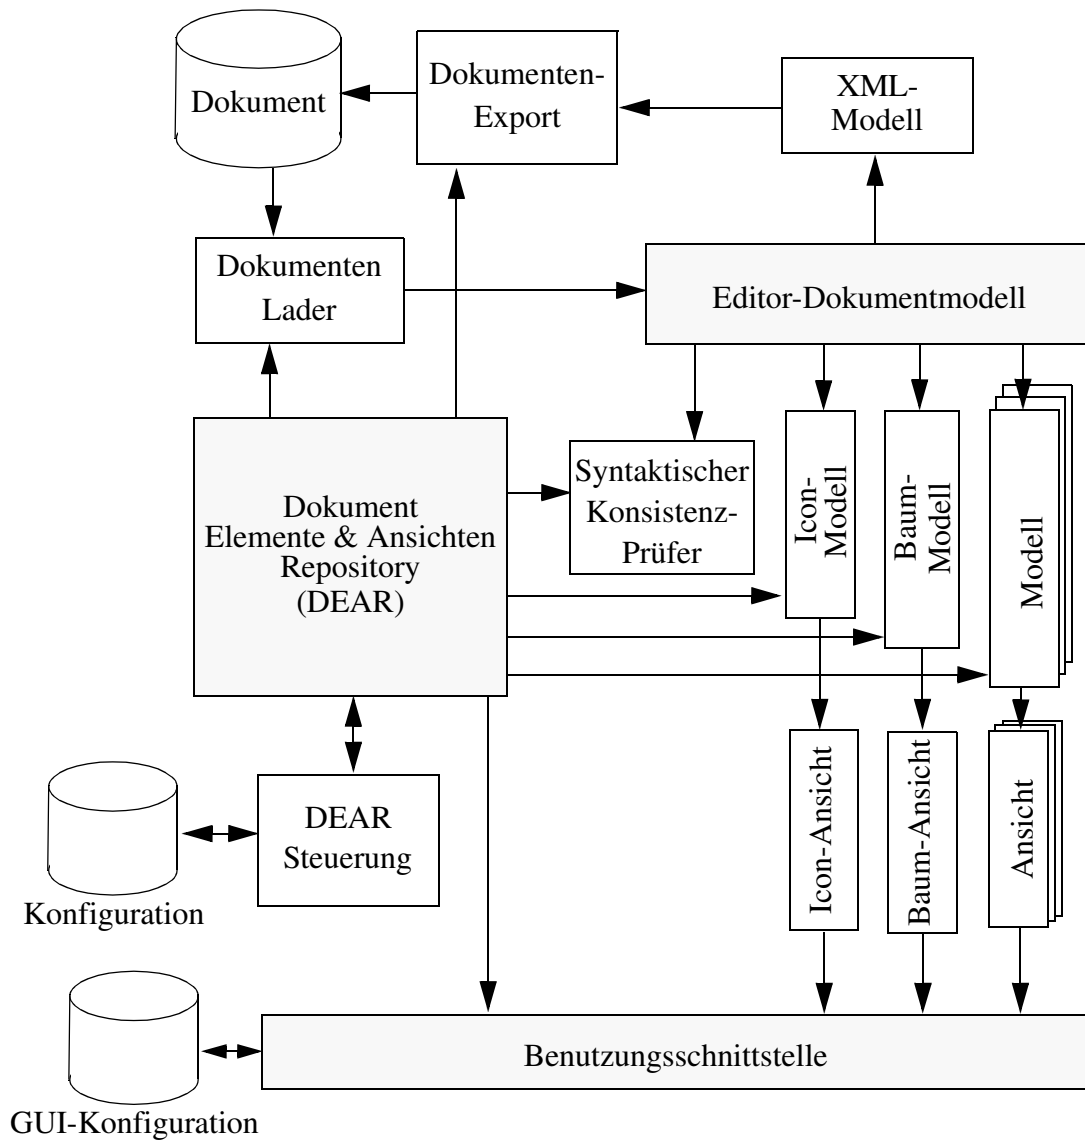 Dokument
Dokumenten-
Export
XML-
Modell
Dokumenten
Lader
Editor-Dokumentmodell
Dokument
Elemente & Ansichten
Repository
(DEAR)
Syntaktischer
Konsistenz-
Prüfer
Icon-
Modell
Baum-
Modell
Modell
DEAR
Steuerung
Konfiguration
Icon-Ansicht
Baum-Ansicht
Ansicht
Benutzungsschnittstelle
GUI-Konfiguration